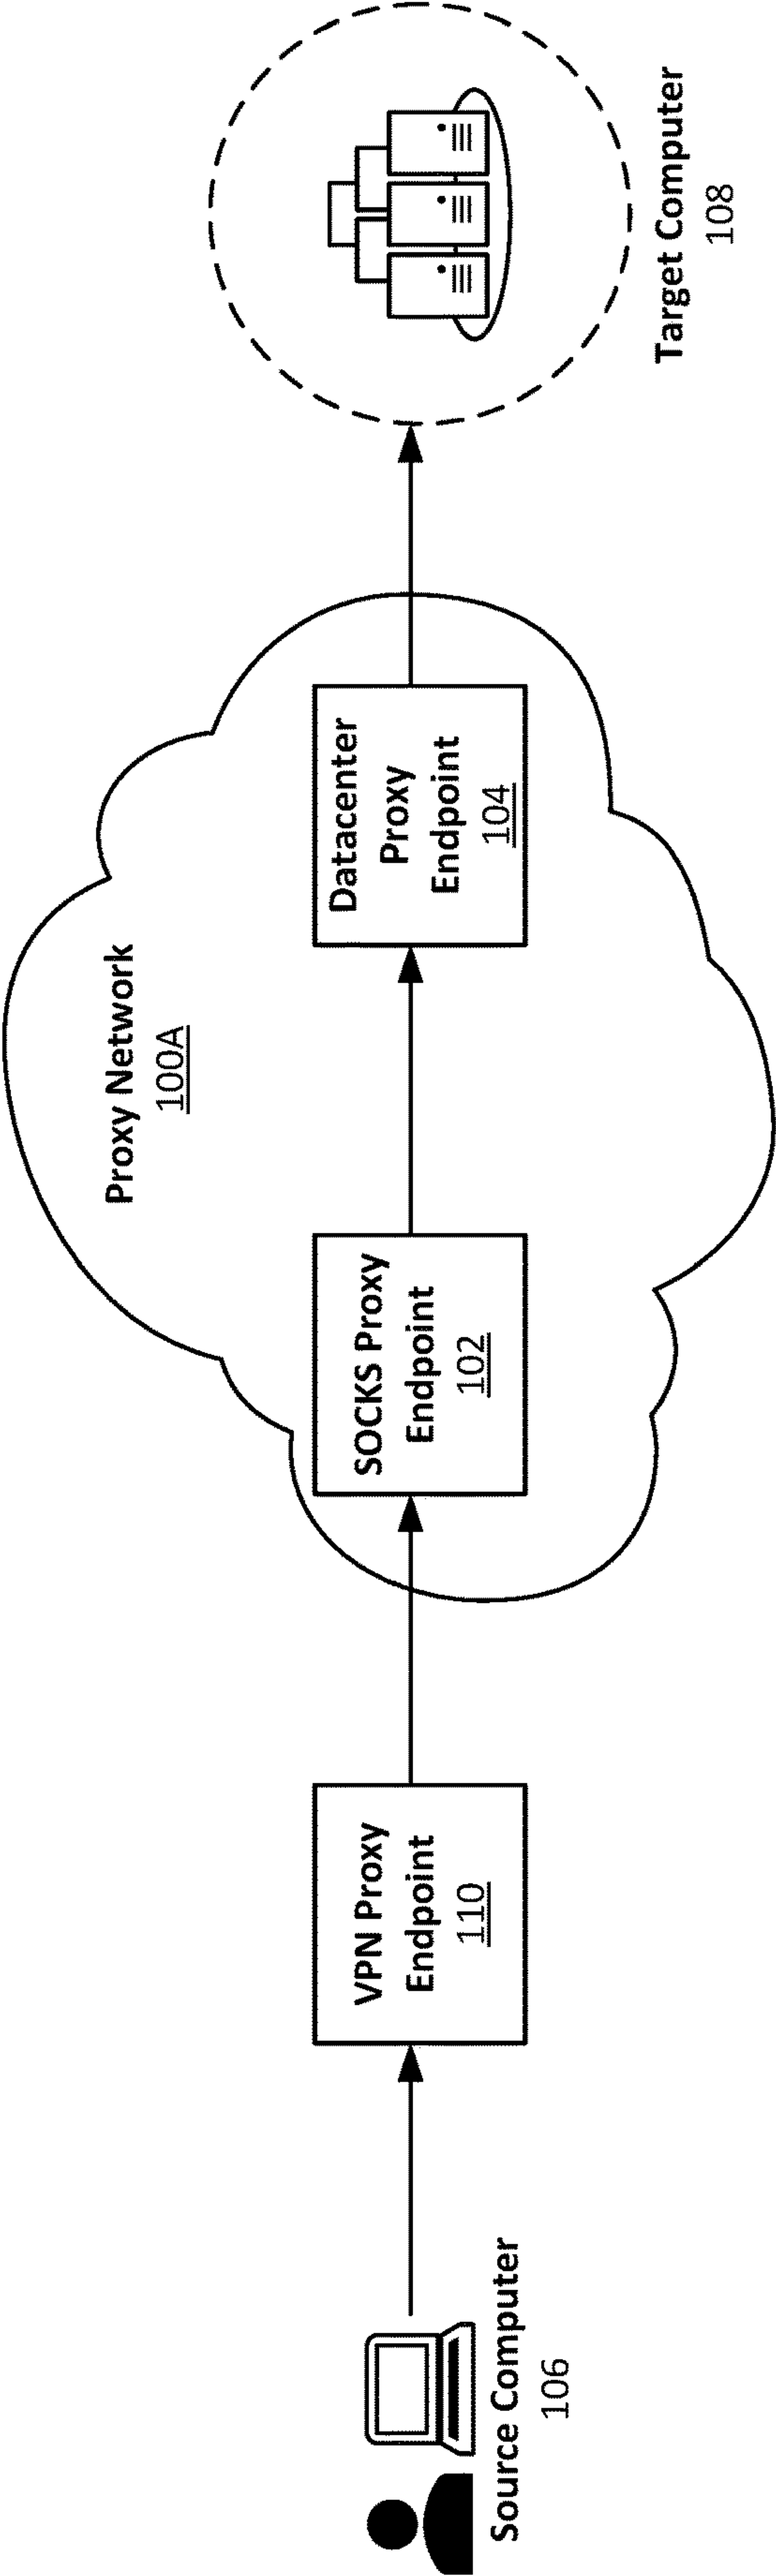 Proxy Network
100A
Source Computer
106
VPN Proxy
Endpoint
110
SOCKS Proxy
Endpoint
102
Datacenter
Proxy
Endpoint
104
Target Computer
108